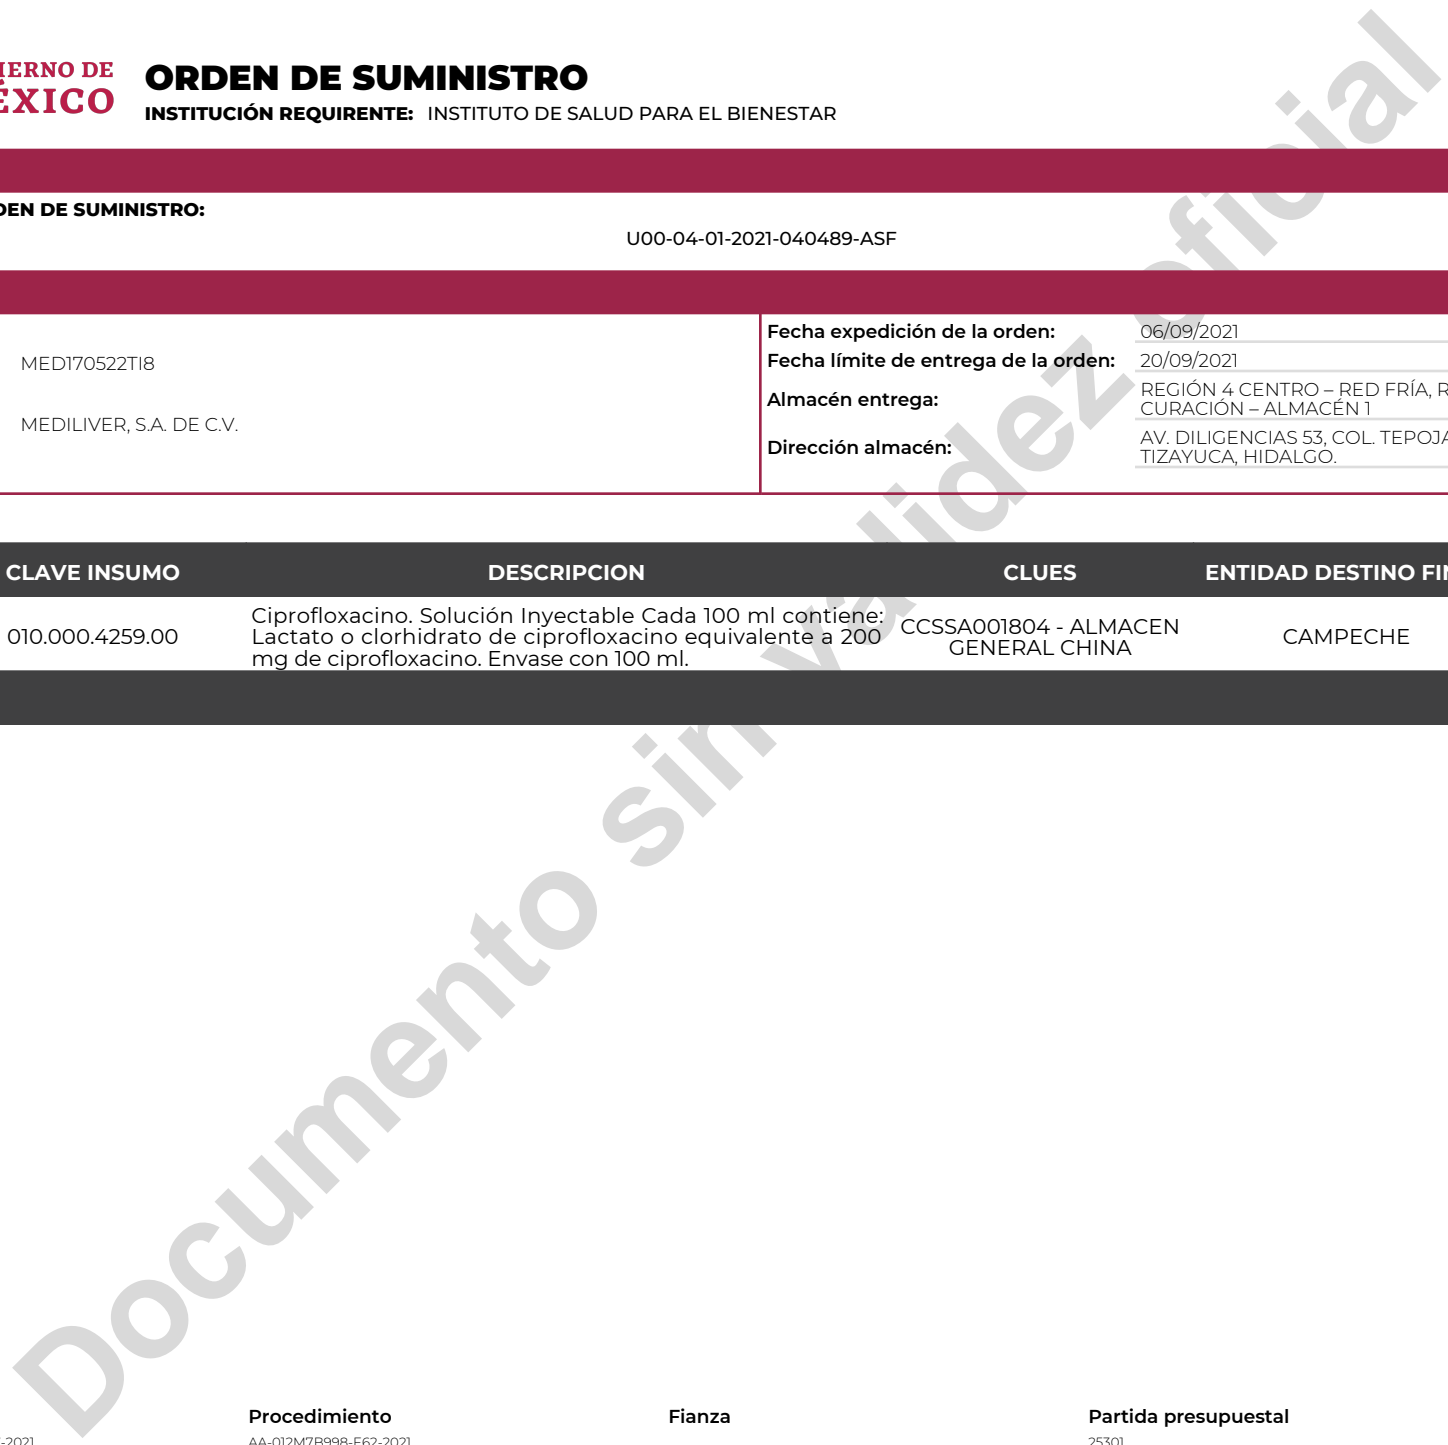 IERNO DE
ÉXICO
ORDEN DE SUMINISTRO
INSTITUCIÓN REQUIRENTE: INSTITUTO DE SALUD PARA EL BIENESTAR
DEN DE SUMINISTRO:
U00-04-01-2021-040489-ASF
MED170522TI8
MEDILIVER, S.A. DE C.V.
Fecha expedición de la orden: 06/09/2021
Fecha límite de entrega de la orden: 20/09/2021
Almacén entrega: REGIÓN 4 CENTRO – RED FRÍA, R
CURACIÓN – ALMACÉN 1
Dirección almacén: AV. DILIGENCIAS 53, COL. TEPOJA
TIZAYUCA, HIDALGO.
CLAVE INSUMO DESCRIPCION CLUES ENTIDAD DESTINO FIN
010.000.4259.00
Ciprofloxacino. Solución Inyectable Cada 100 ml contiene:
Lactato o clorhidrato de ciprofloxacino equivalente a 200
mg de ciprofloxacino. Envase con 100 ml.
CCSSA001804 - ALMACEN
GENERAL CHINA
CAMPECHE
Documento sin validez oficial
Procedimiento Fianza Partida presupuestal
-2021 AA-012M7B998-E62-2021 25301